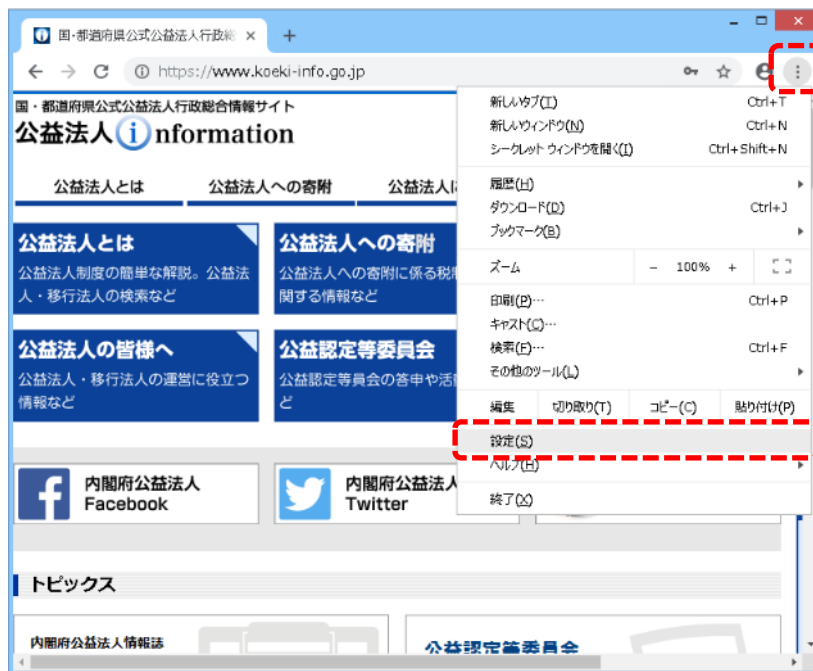 国・都道府県公式公益法人行政総
https://www.koeki-info.go.jp
国・都道府県公式公益法人行政総合情報サイト
公益法人 information
公益法人とは
公益法人への寄附
公益法人に
公益法人とは
公益法人制度の簡単な解説。公益法
人・移行法人の検索など
公益法人への寄附
公益法人への寄附に係る税
関する情報など
公益法人の皆様へ
公益法人・移行法人の運営に役立つ
情報など
公益認定等委員会
公益認定等委員会の答申や活
ど
内閣府公益法人
Facebook
内閣府公益法人
Twitter
トピックス
内閣府公益法人情報誌
公益認定等委員会
新しいタブ(T) Ctrl+T
新しいウィンドウ(N) Ctrl+N
シークレット ウィンドウを開く(I) Ctrl+Shift+N
履歴(H)
ダウンロード(D) Ctrl+J
ブックマーク(B)
ズーム - 100% +
印刷(P)… Ctrl+P
キャスト(C)…
検索(F)… Ctrl+F
その他のツール(L)
編集 切り取り(T) コピー(C) 貼り付け(P)
設定(S)
ヘルプ(H)
終了(X)